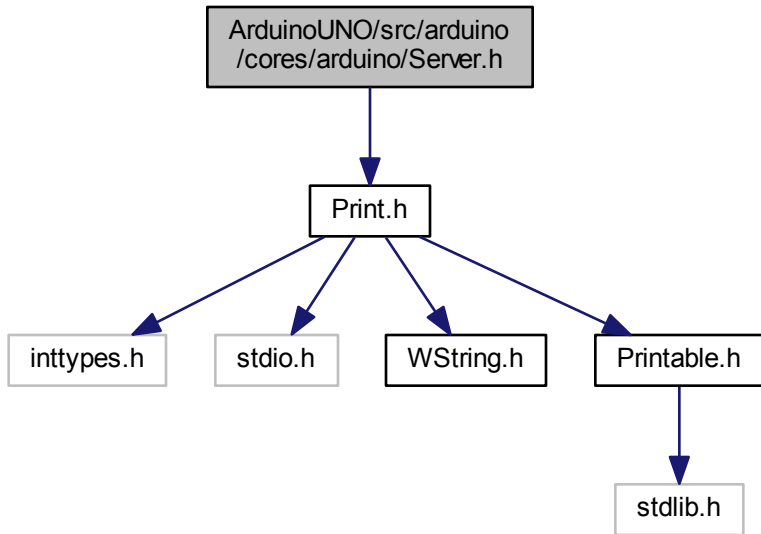 ArduinoUNO/src/arduino
/cores/arduino/Server.h
Print.h
inttypes.h
stdio.h
WString.h
Printable.h
stdlib.h